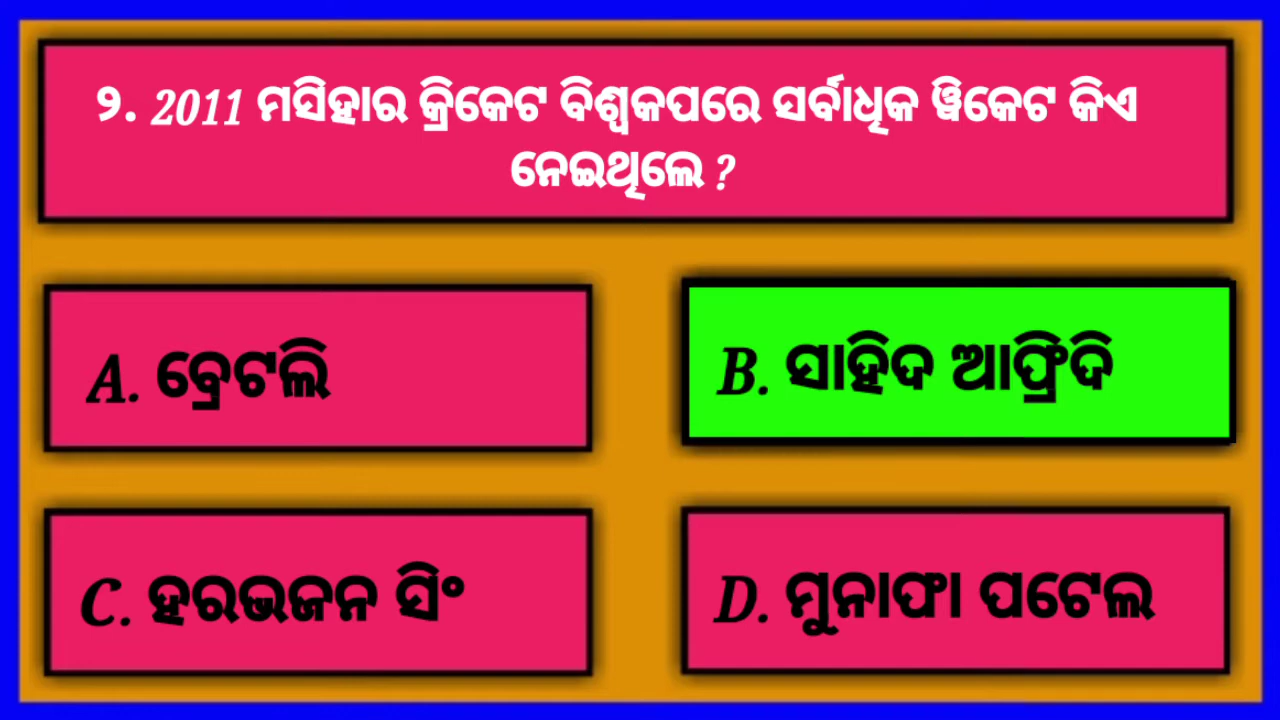 ୨. 2011 ମସିହାର କ୍ରିକେଟ ବିଶ୍ୱକପରେ ସର୍ବାଧିକ ୱିକେଟ କିଏ
ନେଇଥିଲେ ?
A. ବ୍ରେଟଲି
B. ସାହିଦ ଆଫ୍ରିଦି
C. ହରଭଜନ ସିଂ
D. ମୁନାଫା ପଟେଲ